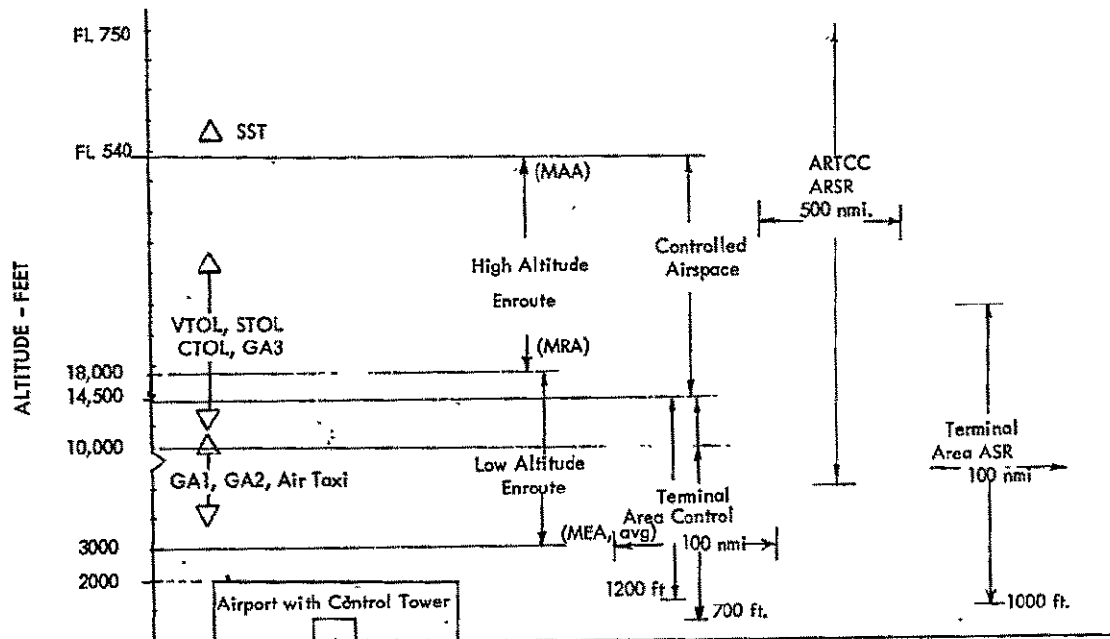 FL 750
SST
FL 540
(MAA)
ARTCC
ARSR
500 nmi.
High Altitude
Enroute
Controlled
Airspace
ALTITUDE - FEET
VTOL, STOL
CTOL, GA3
(MRA)
18,000
14,500
10,000
GA1, GA2, Air Taxi
Low Altitude
Enroute
Terminal
Area Control
100 nmi
Terminal
Area ASR
100 nmi
(MEA, avg)
3000
2000
1200 ft
700 ft.
1000 ft.
Airport with Control Tower